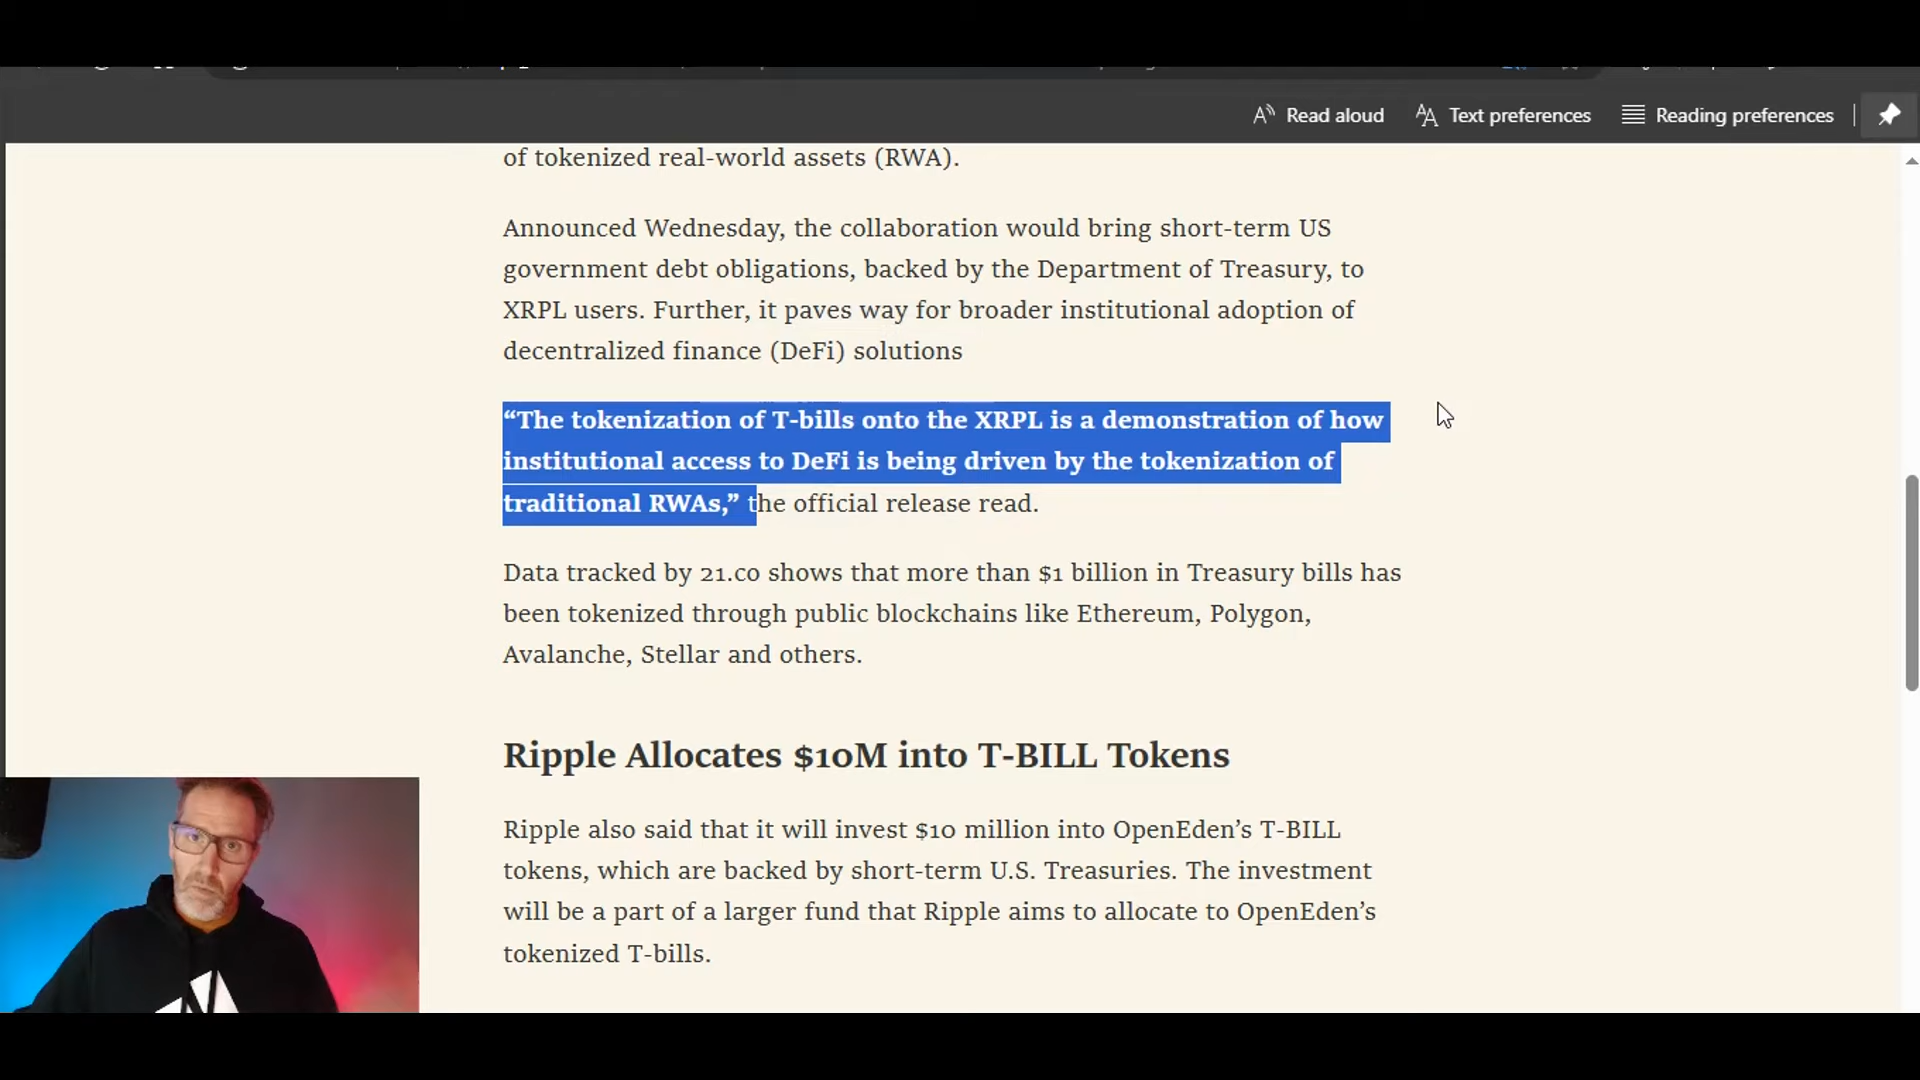 Read aloud
Text preferences
Reading preferences
of tokenized real-world assets (RWA).
Announced Wednesday, the collaboration would bring short-term US
government debt obligations, backed by the Department of Treasury, to
XRPL users. Further, it paves way for broader institutional adoption of
decentralized finance (DeFi) solutions
“The tokenization of T-bills onto the XRPL is a demonstration of how
institutional access to DeFi is being driven by the tokenization of
traditional RWAs,” the official release read.
Data tracked by 21.co shows that more than $1 billion in Treasury bills has
been tokenized through public blockchains like Ethereum, Polygon,
Avalanche, Stellar and others.
Ripple Allocates $10M into T-BILL Tokens
Ripple also said that it will invest $10 million into OpenEden’s T-BILL
tokens, which are backed by short-term U.S. Treasuries. The investment
will be a part of a larger fund that Ripple aims to allocate to OpenEden’s
tokenized T-bills.